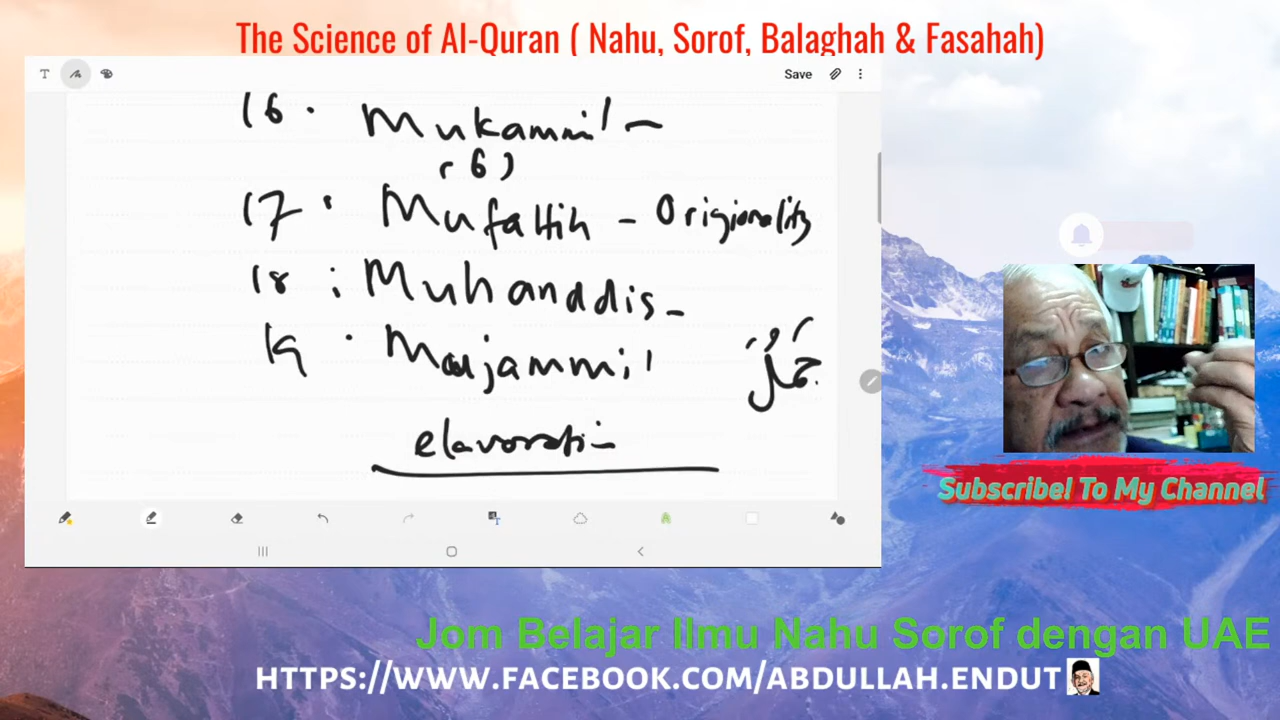 The Science of Al-Quran ( Nahu, Sorof, Balaghah & Fasahah)
T
Save
16. Mukammil -
(6)
17. Mufattih - Origionality
18 : Muhanddis -
19. Mujammil
elavorati-
Subscribe! To My Channel
Jom Belajar Ilmu Nahu Sorof dengan UAE
HTTPS://WWW.FACEBOOK.COM/ABDULLAH.ENDUT